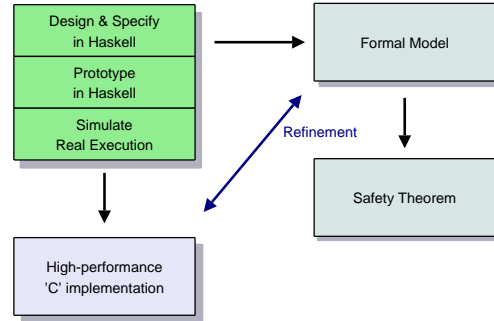 Design & Specify
in Haskell
Prototype
in Haskell
Simulate
Real Execution
Formal Model
Refinement
Safety Theorem
High-performance
'C' implementation